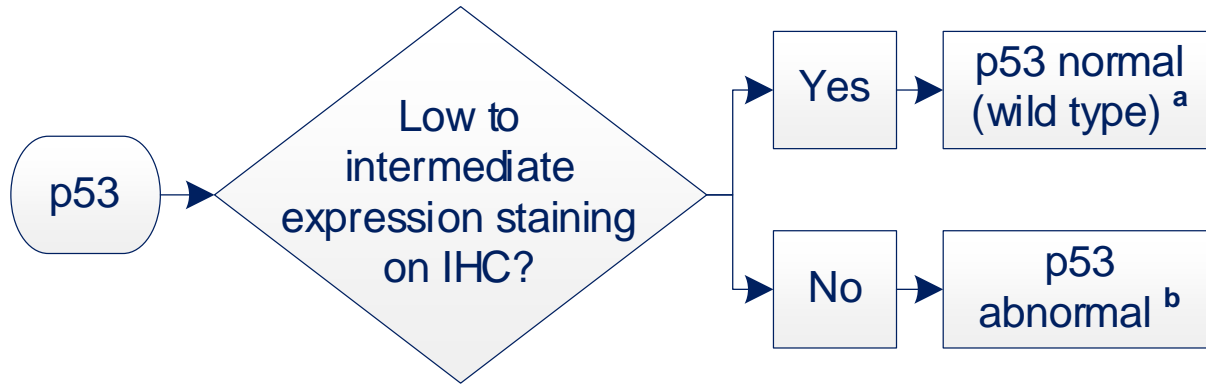 p53
Low to
intermediate
expression staining
on IHC?
Yes
p53 normal
(wild type) a
No
p53
abnormal b